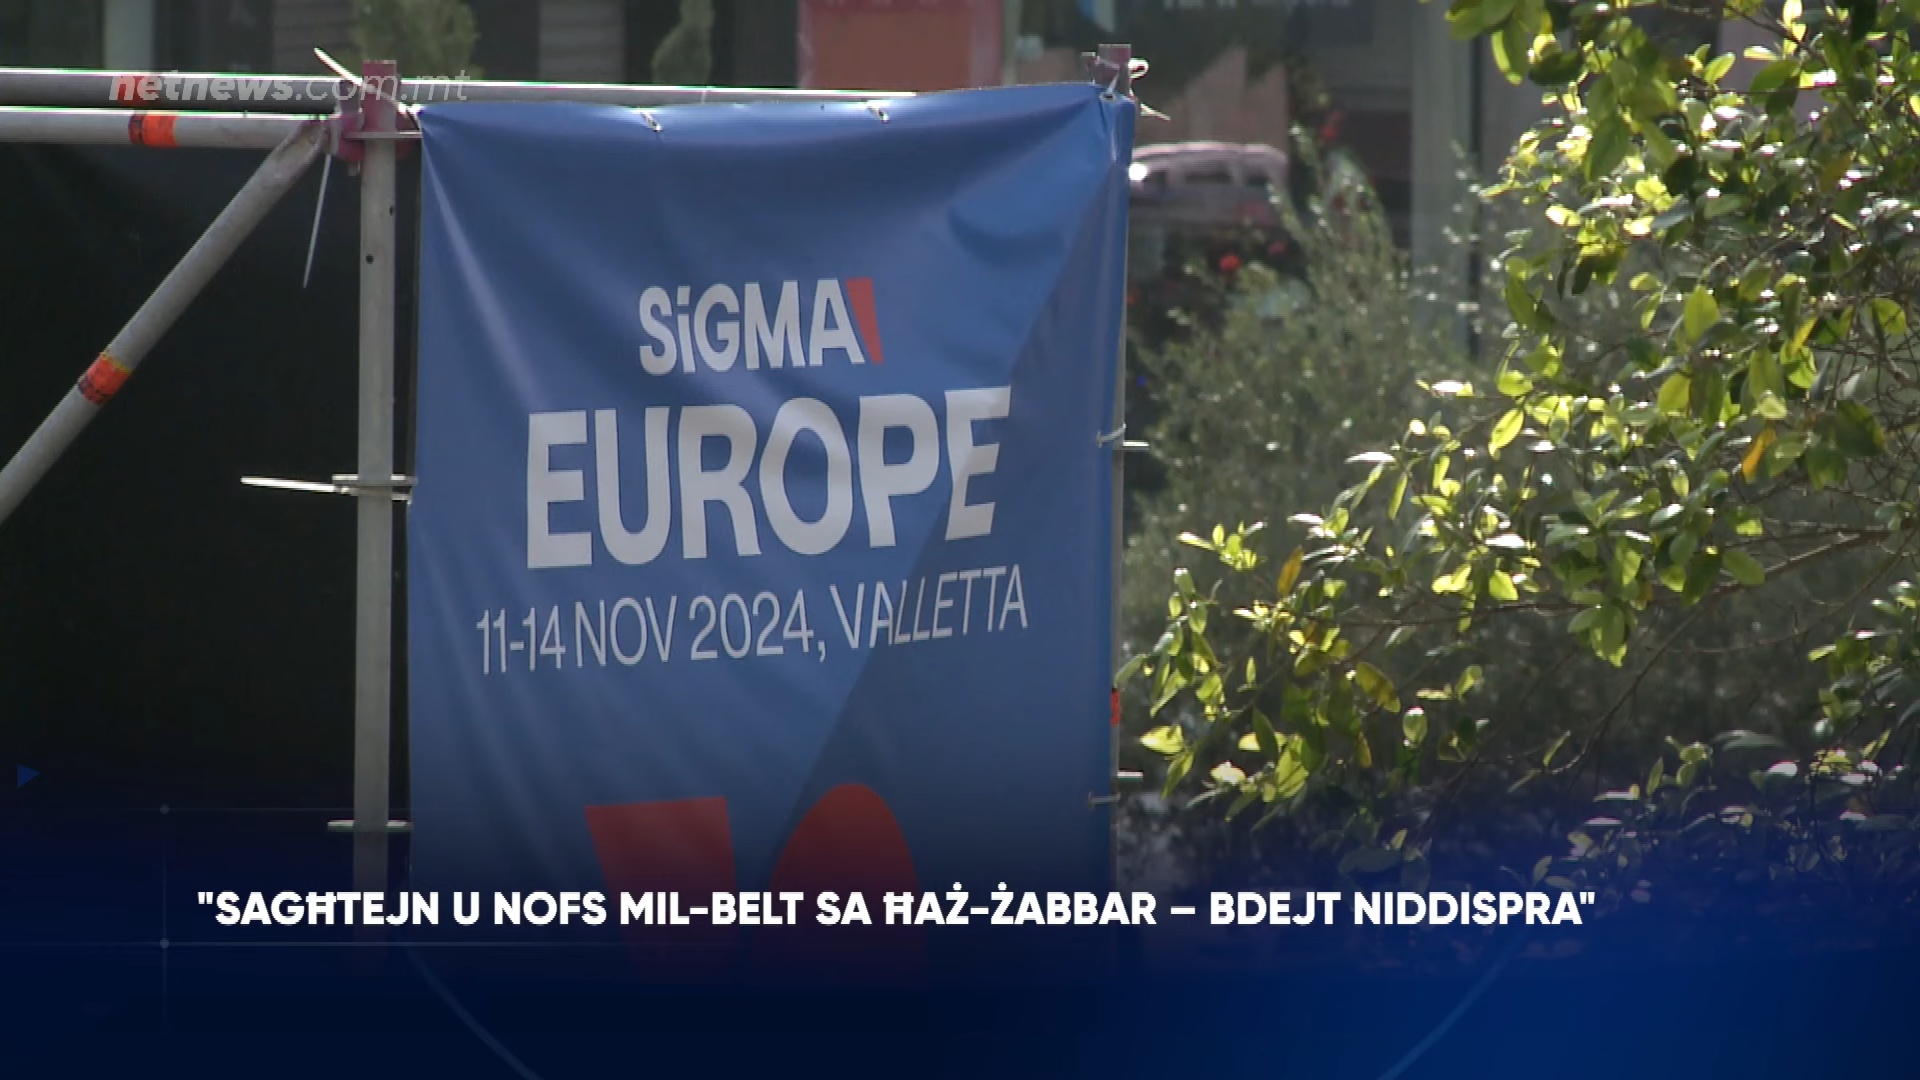 netnews.com.mt
SiGMA
EUROPE
11-14 NOV 2024, VALLETTA
"SAGĦTEJN U NOFS MIL-BELT SA ĦAŻ-ŻABBAR – BDEJT NIDDISPRA"